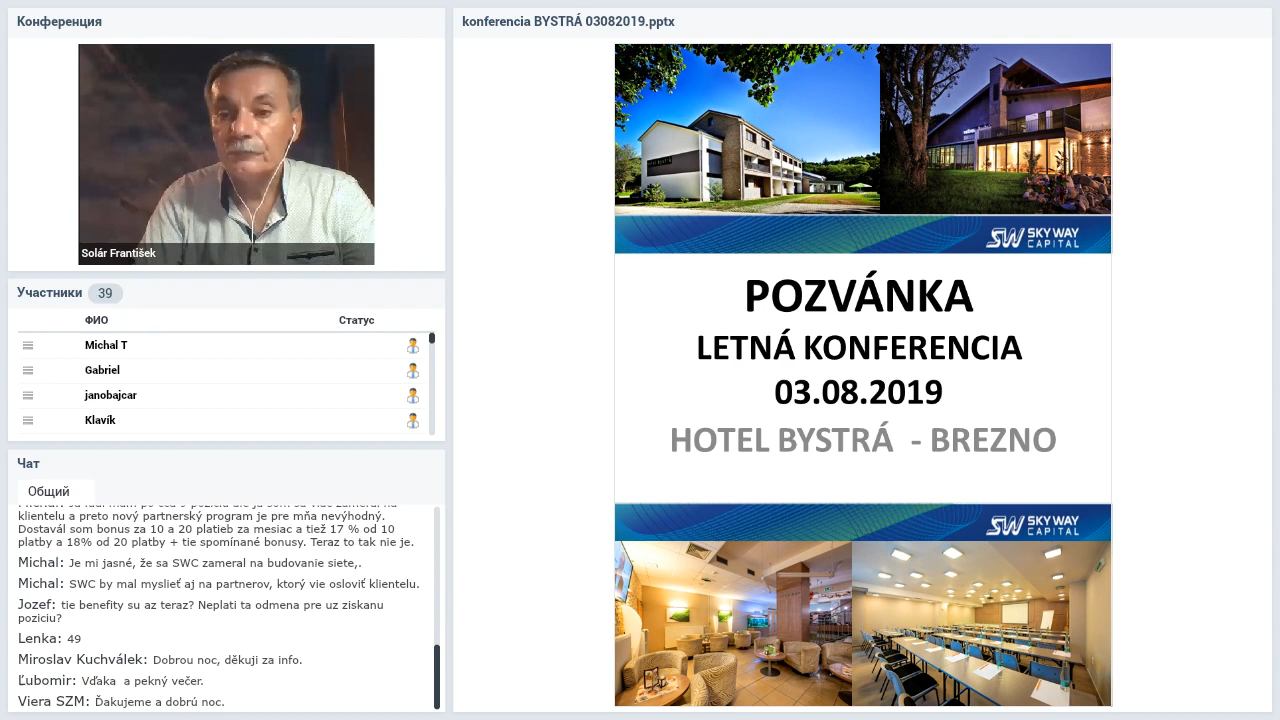 Конференция
Solár František
Участники 39
ФИО Статус
Michal T
Gabriel
janobajcar
Klavík
Чат
Общий
klientelu a preto nový partnerský program je pre mňa nevýhodný.
Dostavál som bonus za 10 a 20 platieb za mesiac a tiež 17 % od 10
platby a 18% od 20 platby + tie spomínané bonusy. Teraz to tak nie je.
Michal: Je mi jasné, že sa SWC zameral na budovanie siete,.
Michal: SWC by mal myslieť aj na partnerov, ktorý vie osloviť klientelu.
Jozef: tie benefity su az teraz? Neplati ta odmena pre uz ziskanu
poziciu?
Lenka: 49
Miroslav Kuchválek: Dobrou noc, děkuji za info.
Ľubomir: Vďaka a pekný večer.
Viera SZM: Ďakujeme a dobrú noc.
konferencia BYSTRÁ 03082019.pptx
SW SKY WAY
CAPITAL
POZVÁNKA
LETNÁ KONFERENCIA
03.08.2019
HOTEL BYSTRÁ - BREZNO
SW SKY WAY
CAPITAL